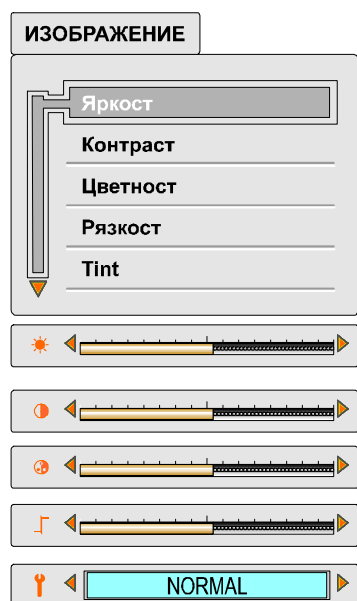 ИЗОБРАЖЕНИЕ
Яркост
Контраст
Цветност
Рязкост
Tint
NORMAL